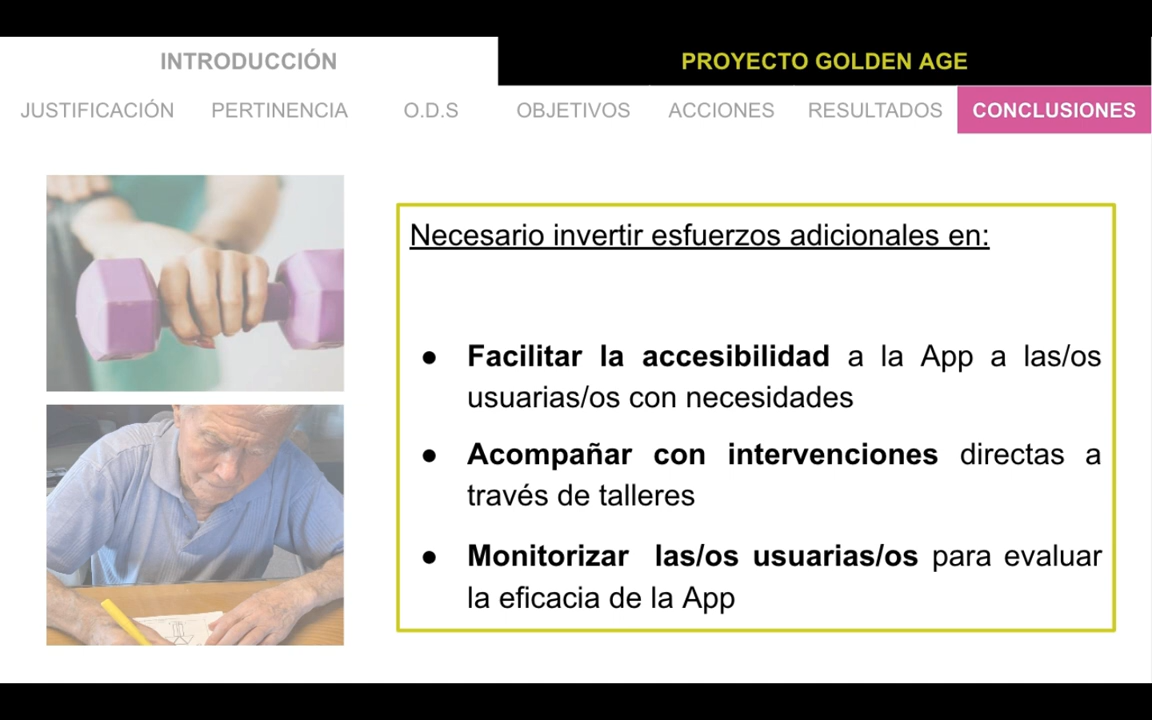 INTRODUCCIÓN
PROYECTO GOLDEN AGE
JUSTIFICACIÓN PERTINENCIA O.D.S OBJETIVOS ACCIONES RESULTADOS CONCLUSIONES
Necesario invertir esfuerzos adicionales en:
● Facilitar la accesibilidad a la App a las/os
usuarias/os con necesidades
● Acompañar con intervenciones directas a
través de talleres
● Monitorizar las/os usuarias/os para evaluar
la eficacia de la App